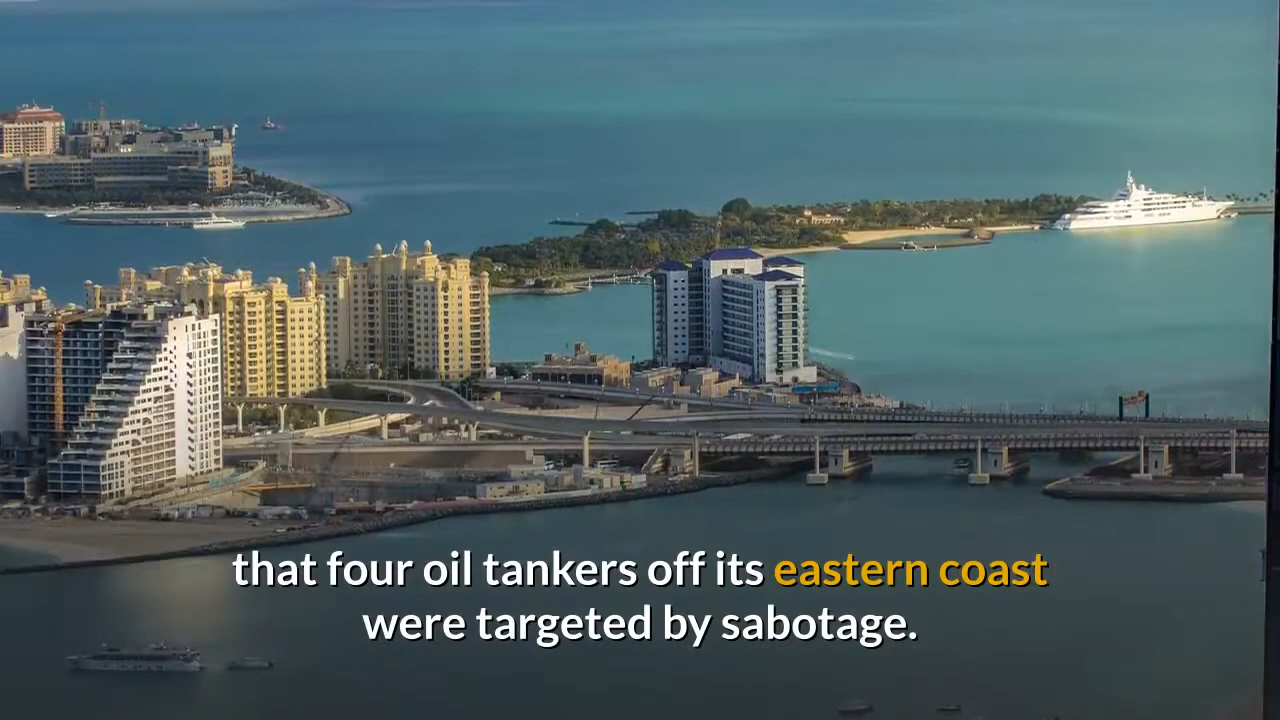 that four oil tankers off its eastern coast
were targeted by sabotage.